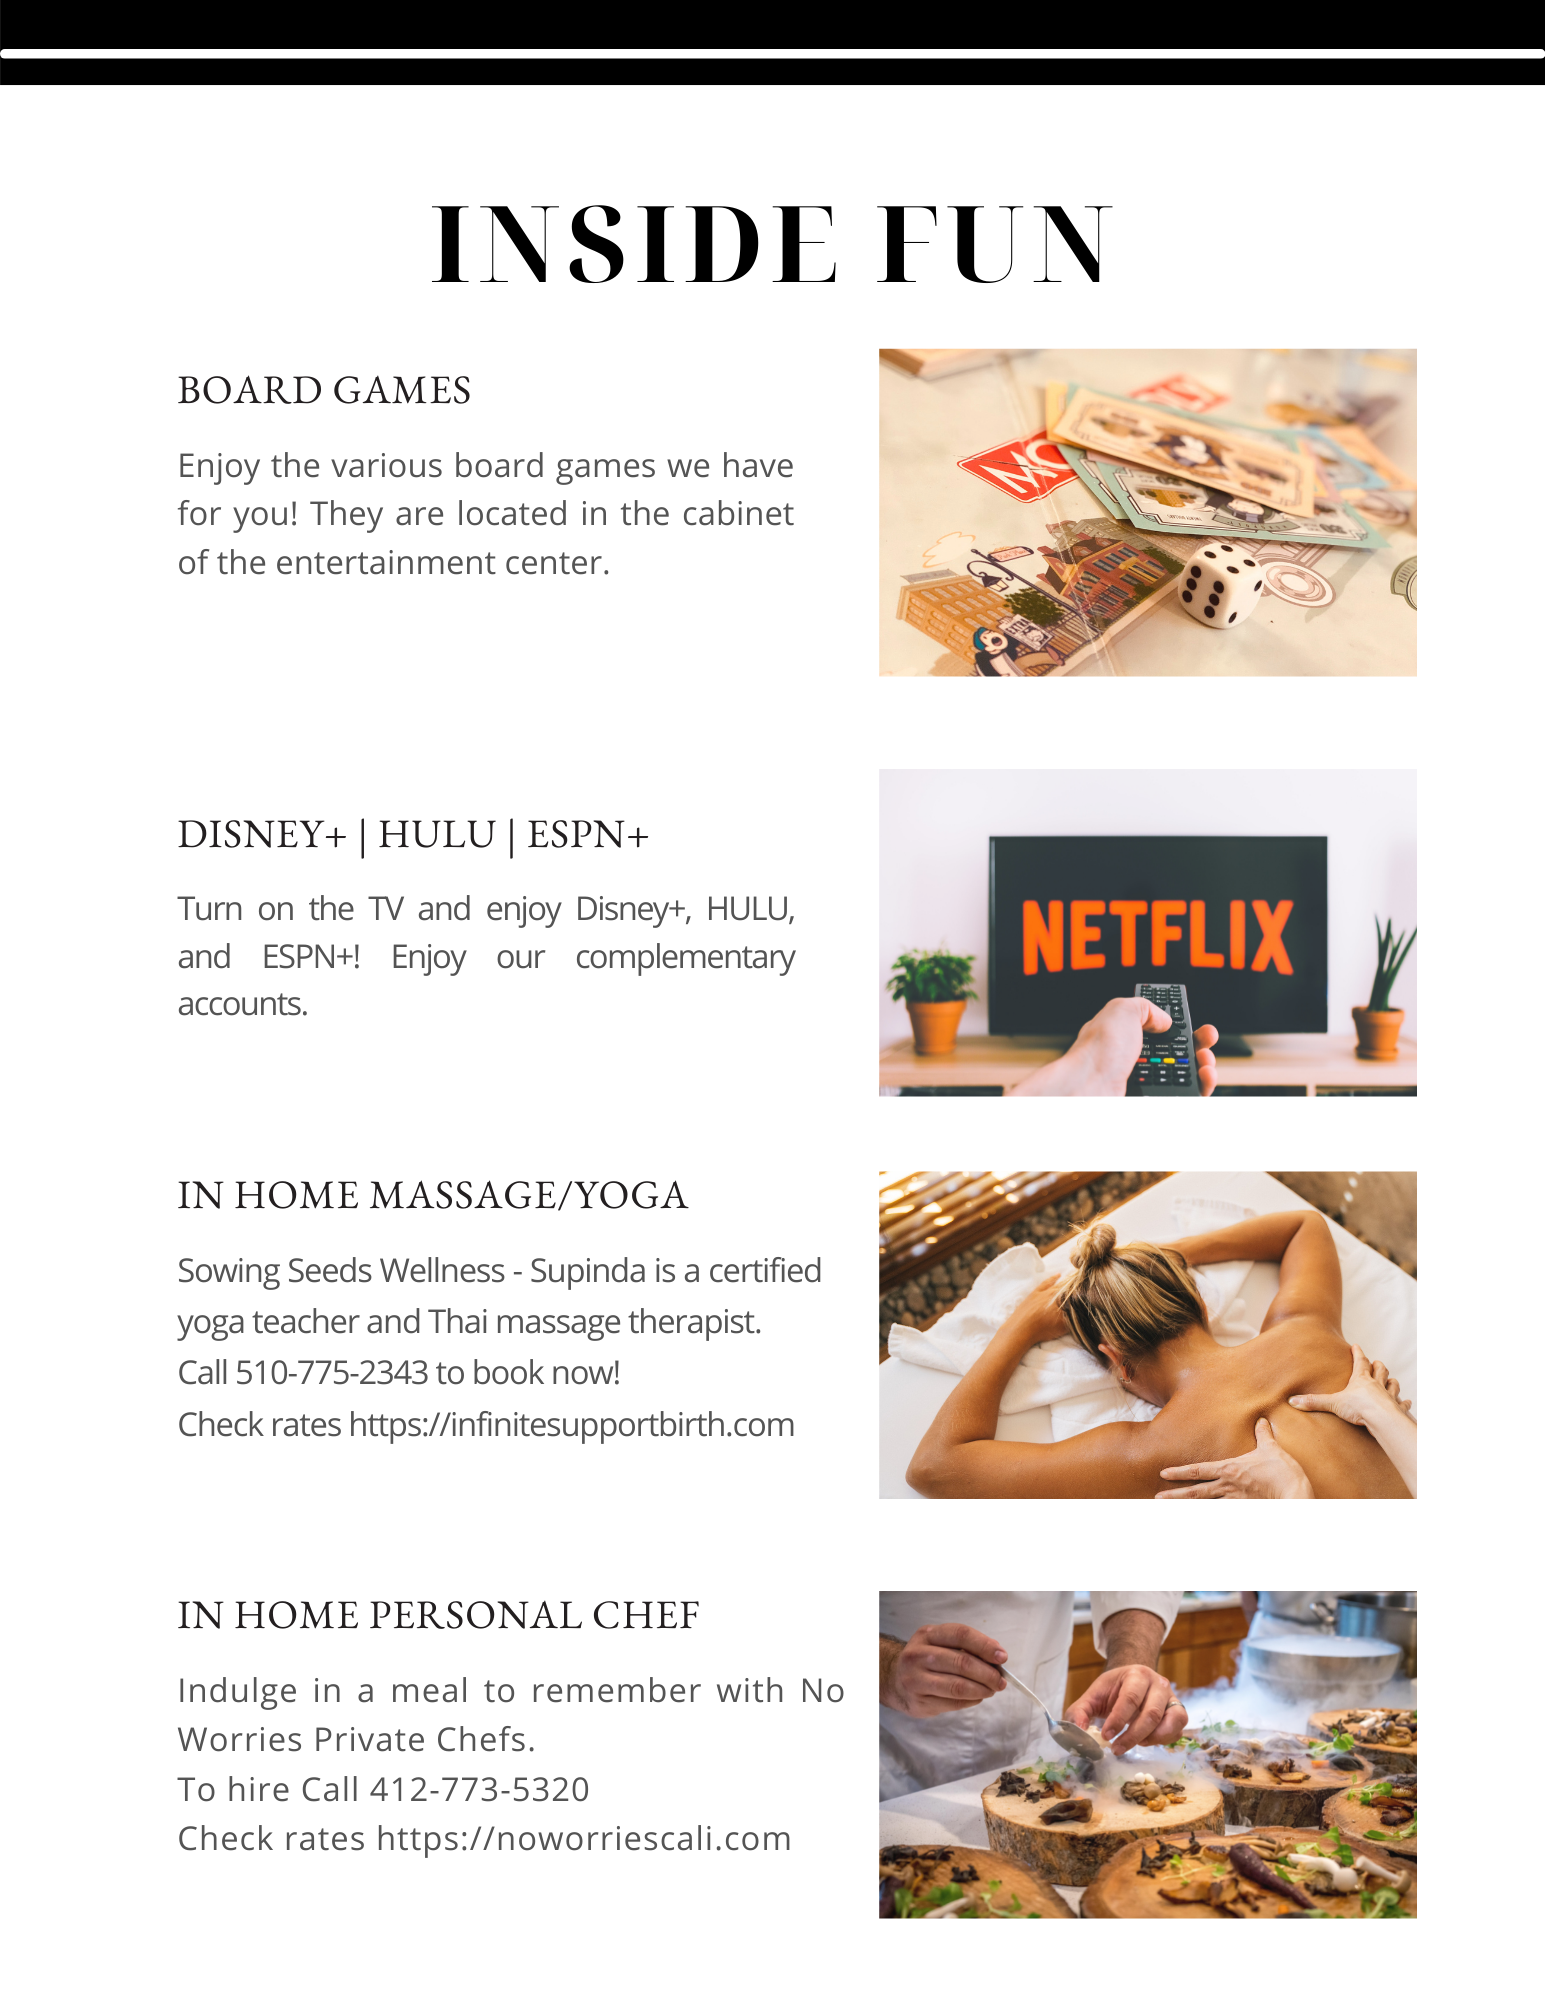 INSIDE FUN
BOARD GAMES
Enjoy the various board games we have
for you! They are located in the cabinet
of the entertainment center.
DISNEY+ | HULU | ESPN+
Turn on the TV and enjoy Disney+, HULU,
and ESPN+! Enjoy our complementary
accounts.
NETFLIX
IN HOME MASSAGE/YOGA
Sowing Seeds Wellness - Supinda is a certified
yoga teacher and Thai massage therapist.
Call 510-775-2343 to book now!
Check rates https://infinitesupportbirth.com
IN HOME PERSONAL CHEF
Indulge in a meal to remember with No
Worries Private Chefs.
To hire Call 412-773-5320
Check rates https://noworriescali.com